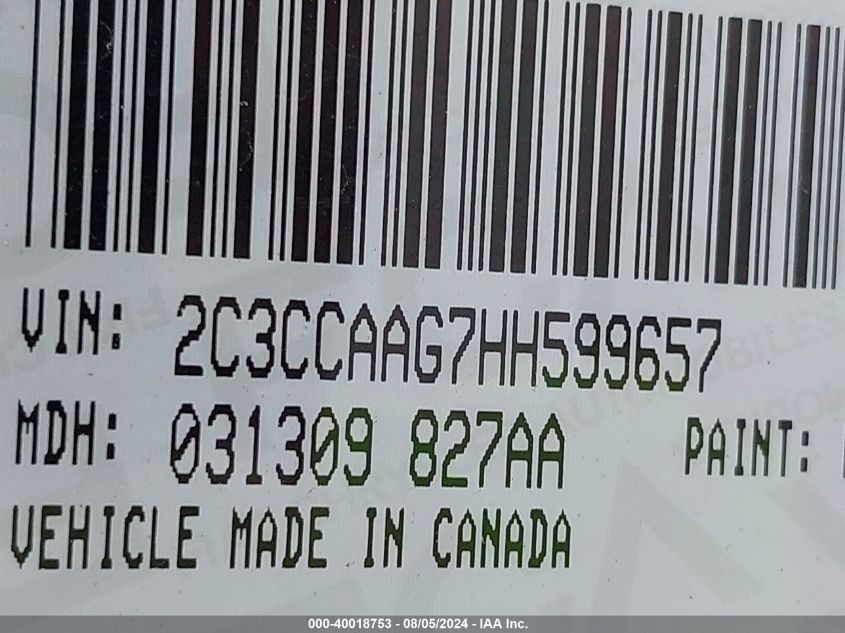 VIN: 2C3CCAAG7HH599657
MDH: 031309 827AA PAINT:
VEHICLE MADE IN CANADA
000-40018753 - 08/05/2024 - IAA Inc.